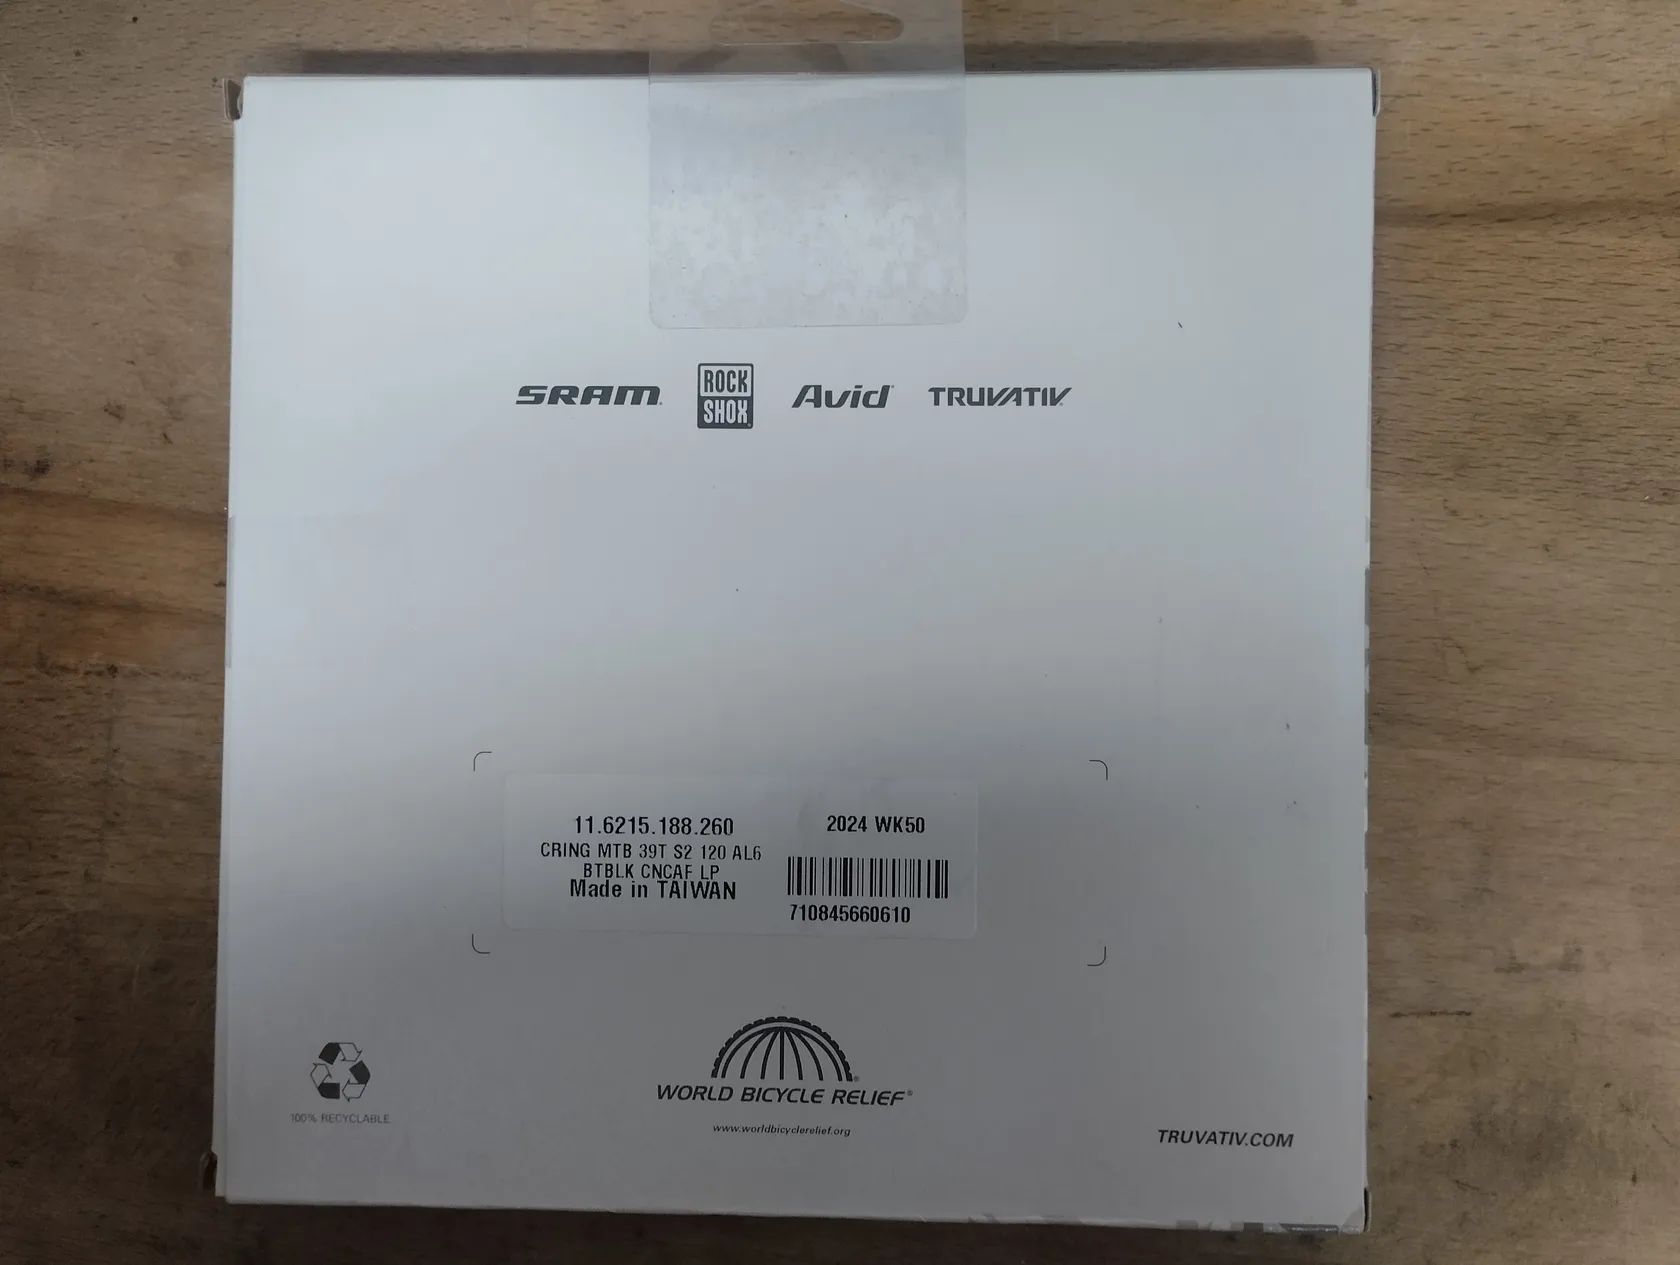 SRAM
ROCK
SHOX
Avid
TRUVATIV
11.6215.188.260
2024 WK50
CRING MTB 39T S2 120 AL6
BTBLK CNCAF LP
Made in TAIWAN
710845660610
100% RECYCLABLE
WORLD BICYCLE RELIEF®
www.worldbicyclerelief.org
TRUVATIV.COM